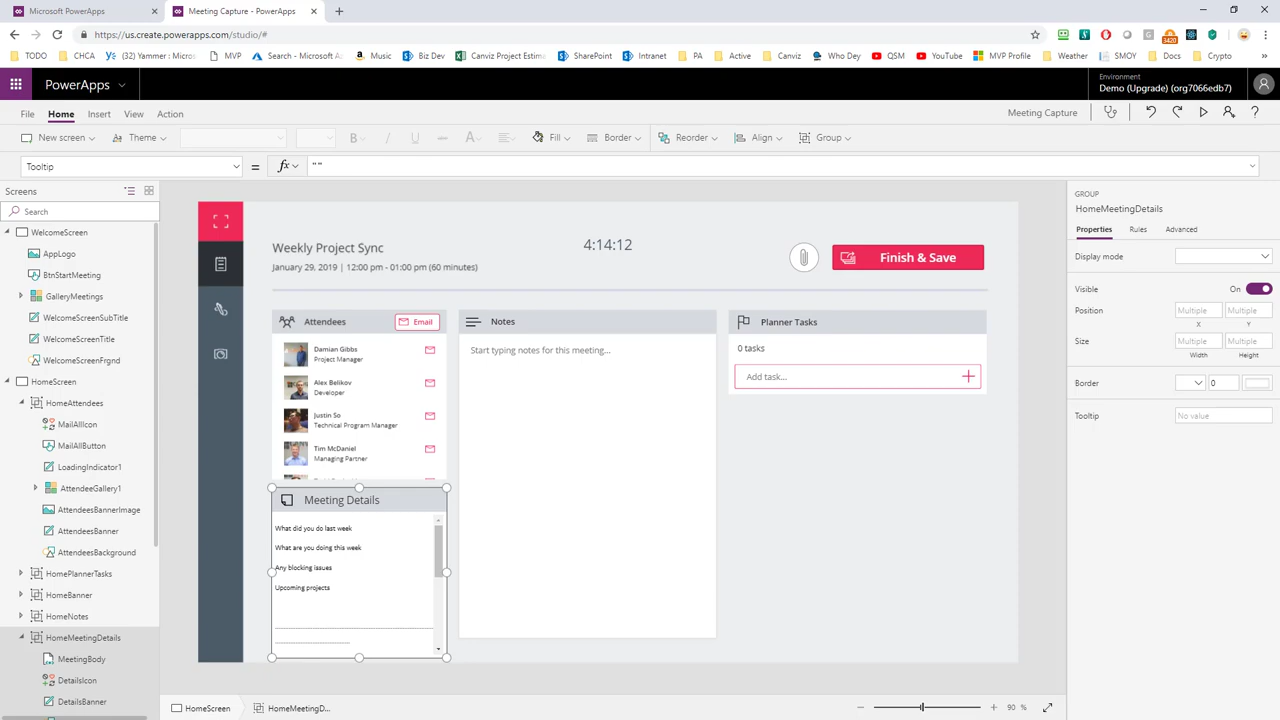 Microsoft PowerApps
Meeting Capture - PowerApps
https://us.create.powerapps.com/studio/#
TODO
CHCA
(5) Yammer : Micros
MVP
Search - Microsoft A
Music
Biz Dev
Canviz Project Estim
SharePoint
Intranet
PA
Active
Canviz
Who Dey
QSM
YouTube
MVP Profile
Weather
SMOY
Docs
Crypto
3420
PowerApps
Environment
Demo (Upgrade) (org7066edb7)
File
Home
Insert
View
Action
Meeting Capture
New screen
Theme
B
I
U
A
Fill
Border
Reorder
Align
Group
Tooltip
=
fx
""
Screens
Search
WelcomeScreen
AppLogo
BtnStartMeeting
GalleryMeetings
WelcomeScreenSubTitle
WelcomeScreenTitle
WelcomeScreenFrgnd
HomeScreen
HomeAttendees
MailAllIcon
MailAllButton
LoadingIndicator1
AttendeeGallery1
AttendeesBannerImage
AttendeesBanner
AttendeesBackground
HomePlannerTasks
HomeBanner
HomeNotes
HomeMeetingDetails
MeetingBody
DetailsIcon
DetailsBanner
Weekly Project Sync
January 29, 2019 | 12:00 pm - 01:00 pm (60 minutes)
4:14:12
Finish & Save
Attendees
Email
Damian Gibbs
Project Manager
Alex Belikov
Developer
Justin So
Technical Program Manager
Tim McDaniel
Managing Partner
Meeting Details
What did you do last week
What are you doing this week
Any blocking issues
Upcoming projects
Notes
Start typing notes for this meeting...
Planner Tasks
0 tasks
Add task...
GROUP
HomeMeetingDetails
Properties
Rules
Advanced
Display mode
Visible
On
Position
Multiple
Multiple
X
Y
Size
Multiple
Multiple
Width
Height
Border
0
Tooltip
No value
HomeScreen
HomeMeetingD...
90 %